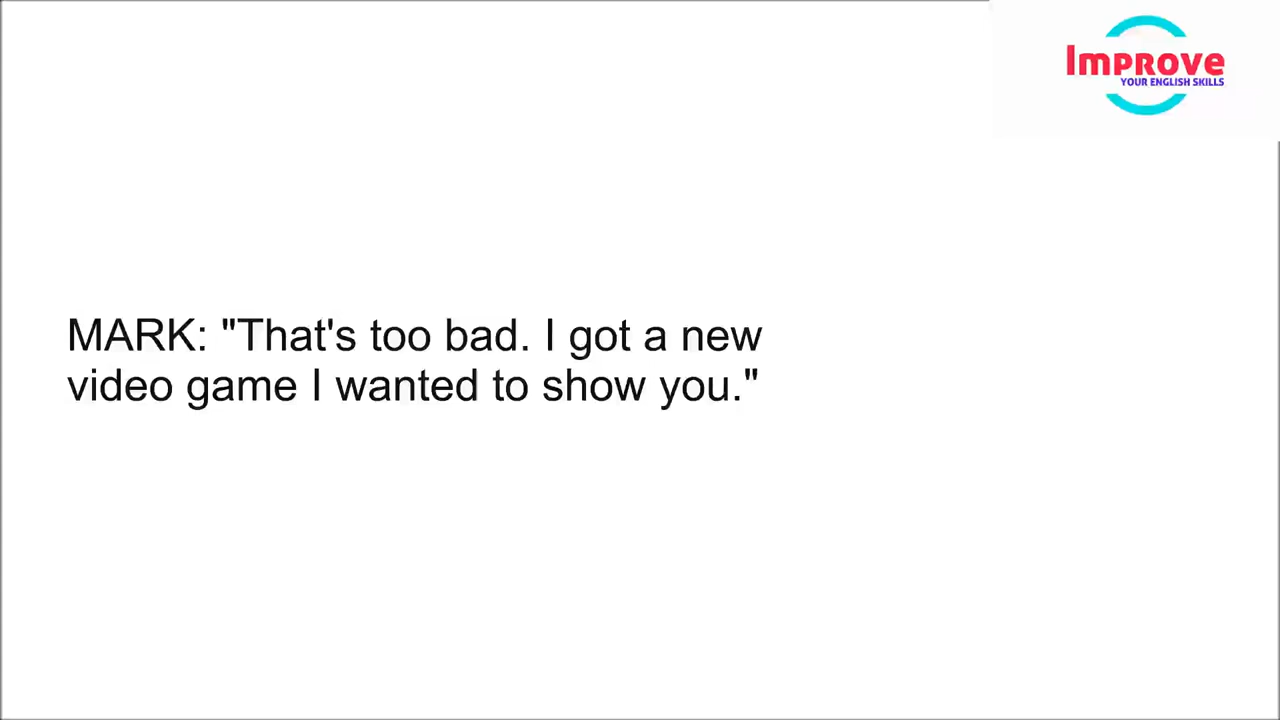 Improve
YOUR ENGLISH SKILLS
MARK: "That's too bad. I got a new
video game I wanted to show you."